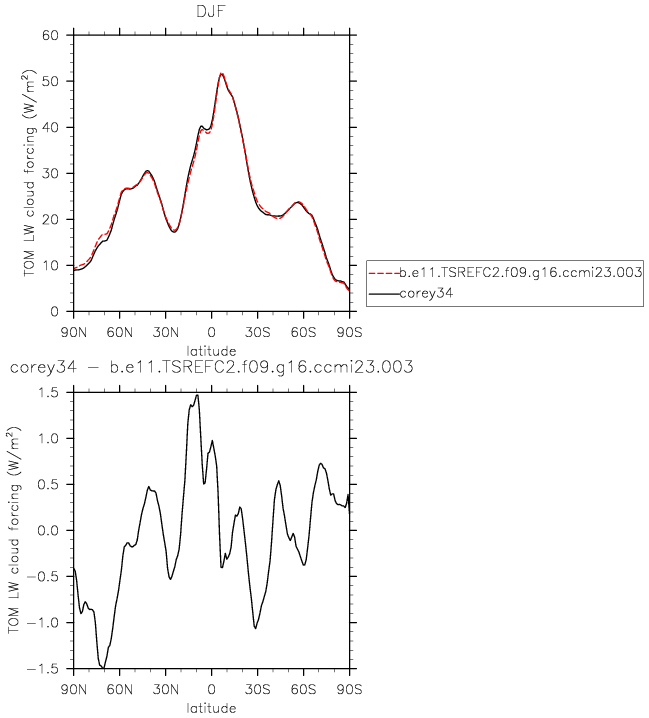 DJF
60
50
40
30
20
10
0
TOM LW cloud forcing (W/m²)
90N 60N 30N 0 30S 60S 90S
latitude
b.e11.TSREFC2.f09.g16.ccmi23.003
corey34
corey34 − b.e11.TSREFC2.f09.g16.ccmi23.003
1.5
1.0
0.5
0.0
−0.5
−1.0
−1.5
TOM LW cloud forcing (W/m²)
90N 60N 30N 0 30S 60S 90S
latitude